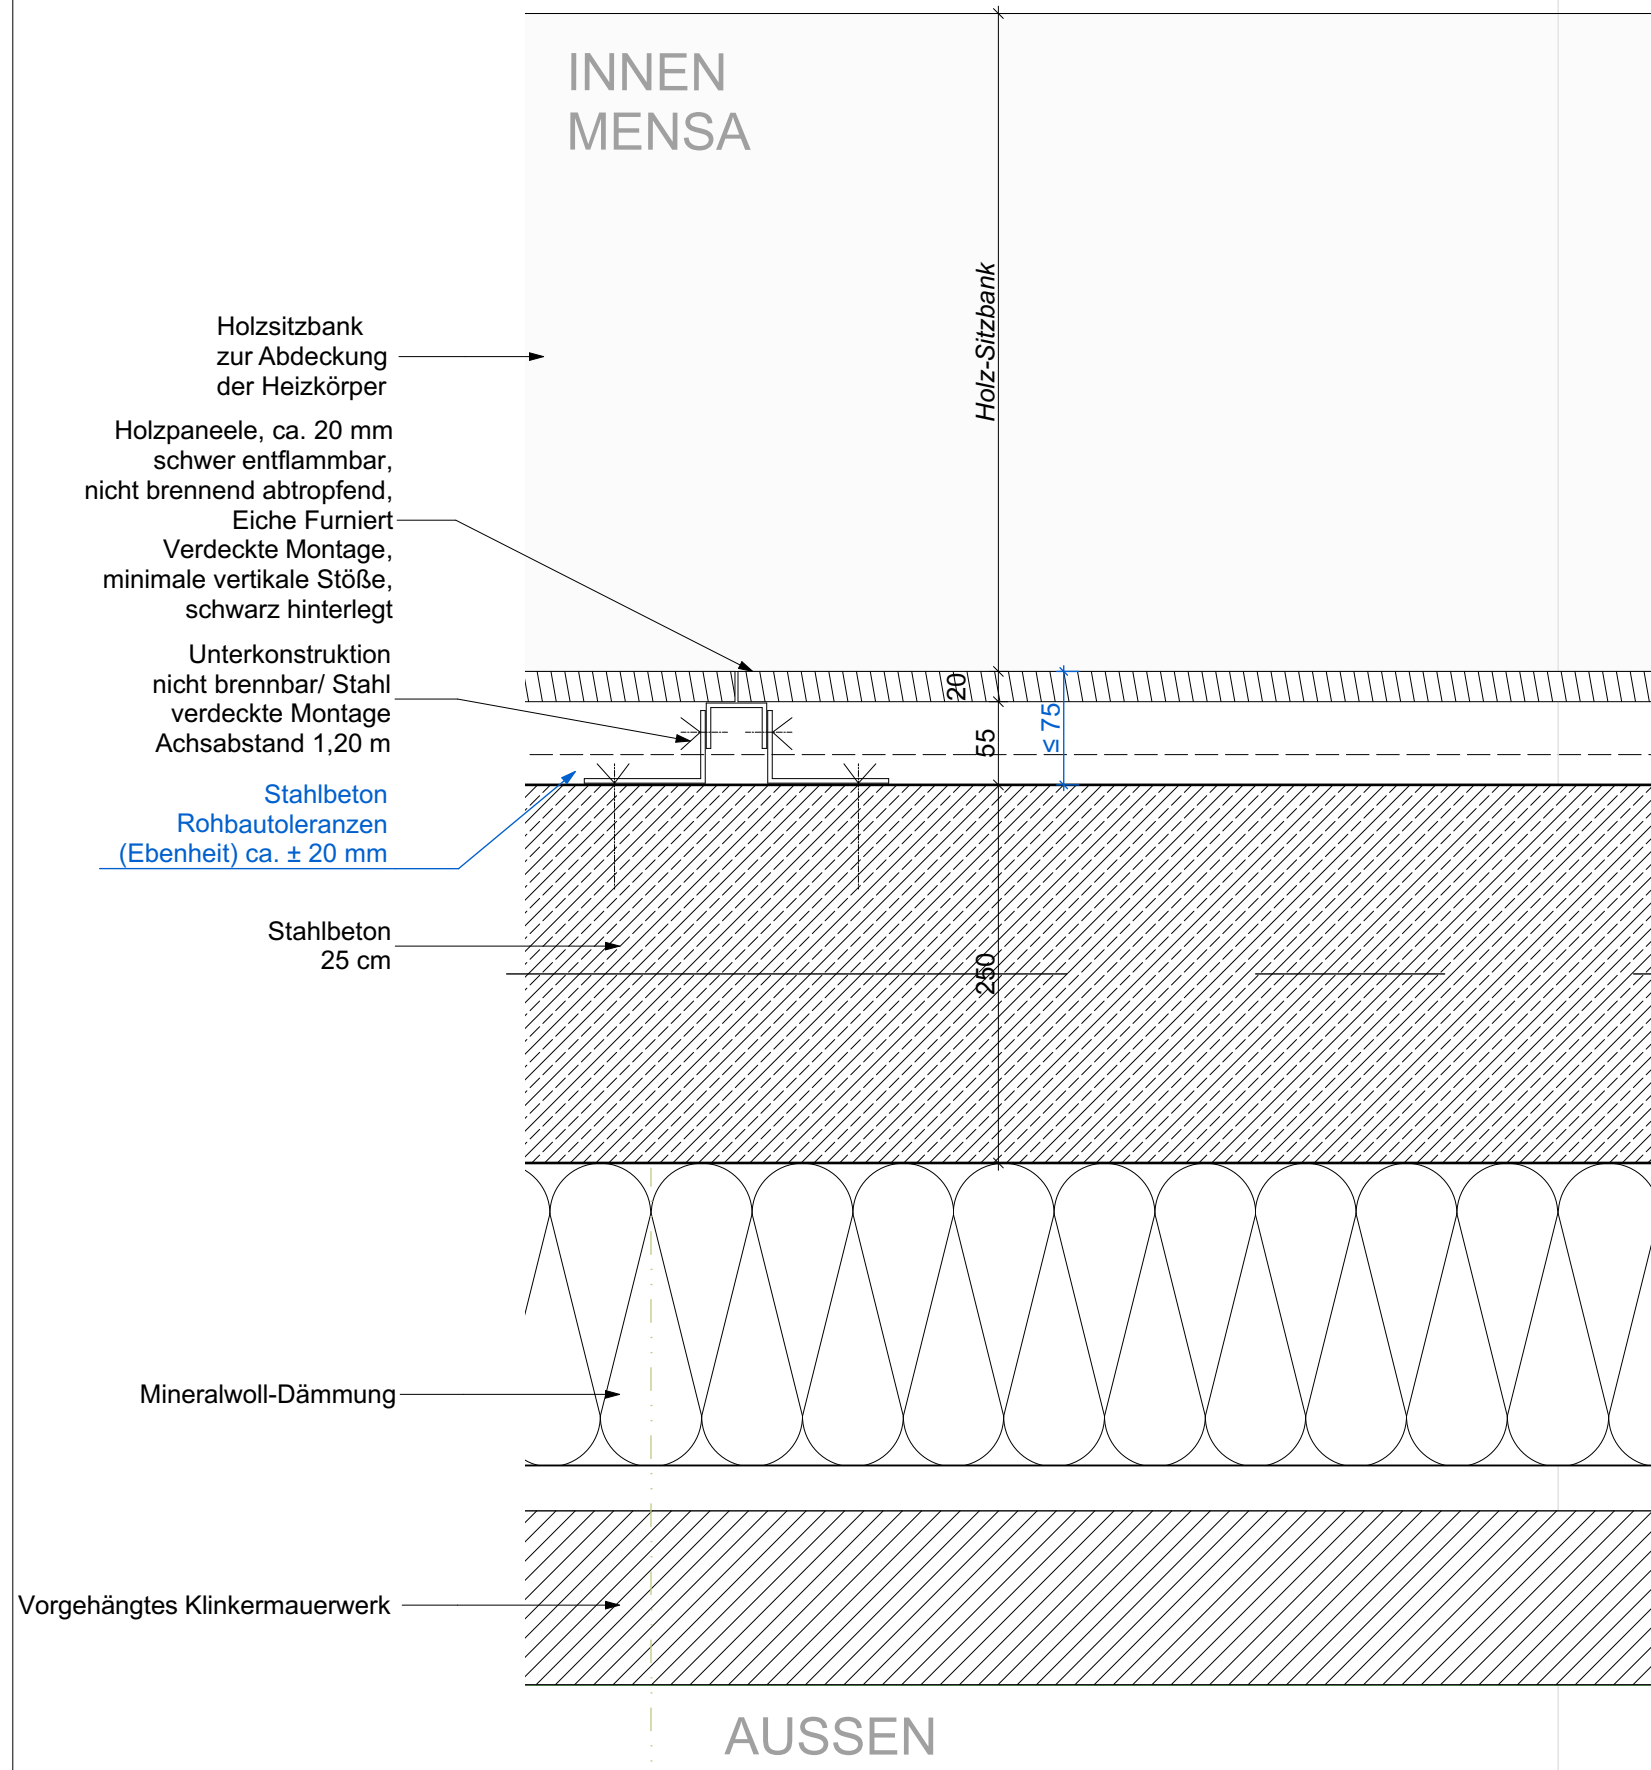 INNEN
MENSA
Holz-Sitzbank
Holzsitzbank
zur Abdeckung
der Heizkörper
Holzpaneele, ca. 20 mm
schwer entflammbar,
nicht brennend abtropfend,
Eiche Furniert
Verdeckte Montage,
minimale vertikale Stöße,
schwarz hinterlegt
Unterkonstruktion
nicht brennbar/ Stahl
verdeckte Montage
Achsabstand 1,20 m
20
55
≤ 75
Stahlbeton
Rohbautoleranzen
(Ebenheit) ca. ± 20 mm
Stahlbeton
25 cm
250
Mineralwoll-Dämmung
Vorgehängtes Klinkermauerwerk
AUSSEN